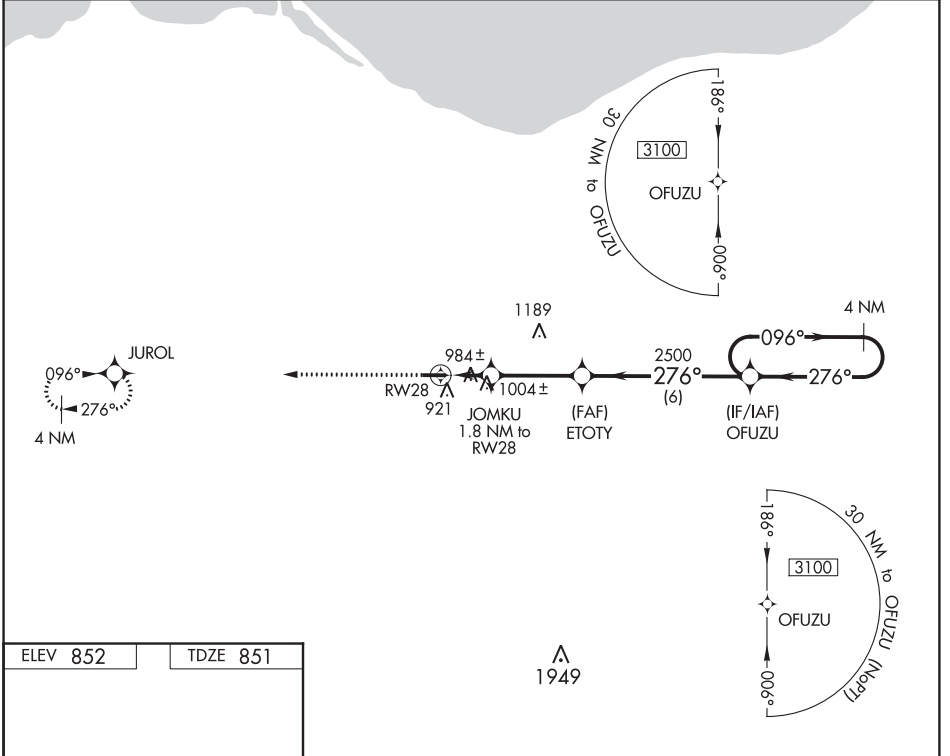 186°
30 NM to OFUZU
3100
OFUZU
006°
1189
4 NM
096°
JUROL
984±
2500
096°
276°
276°
RW28
1004±
(6)
276°
921
JOMKU
(FAF)
(IF/IAF)
4 NM
1.8 NM to
ETOTY
OFUZU
RW28
186°
30 NM to OFUZU (NoPT)
3100
OFUZU
006°
ELEV 852
TDZE 851
1949